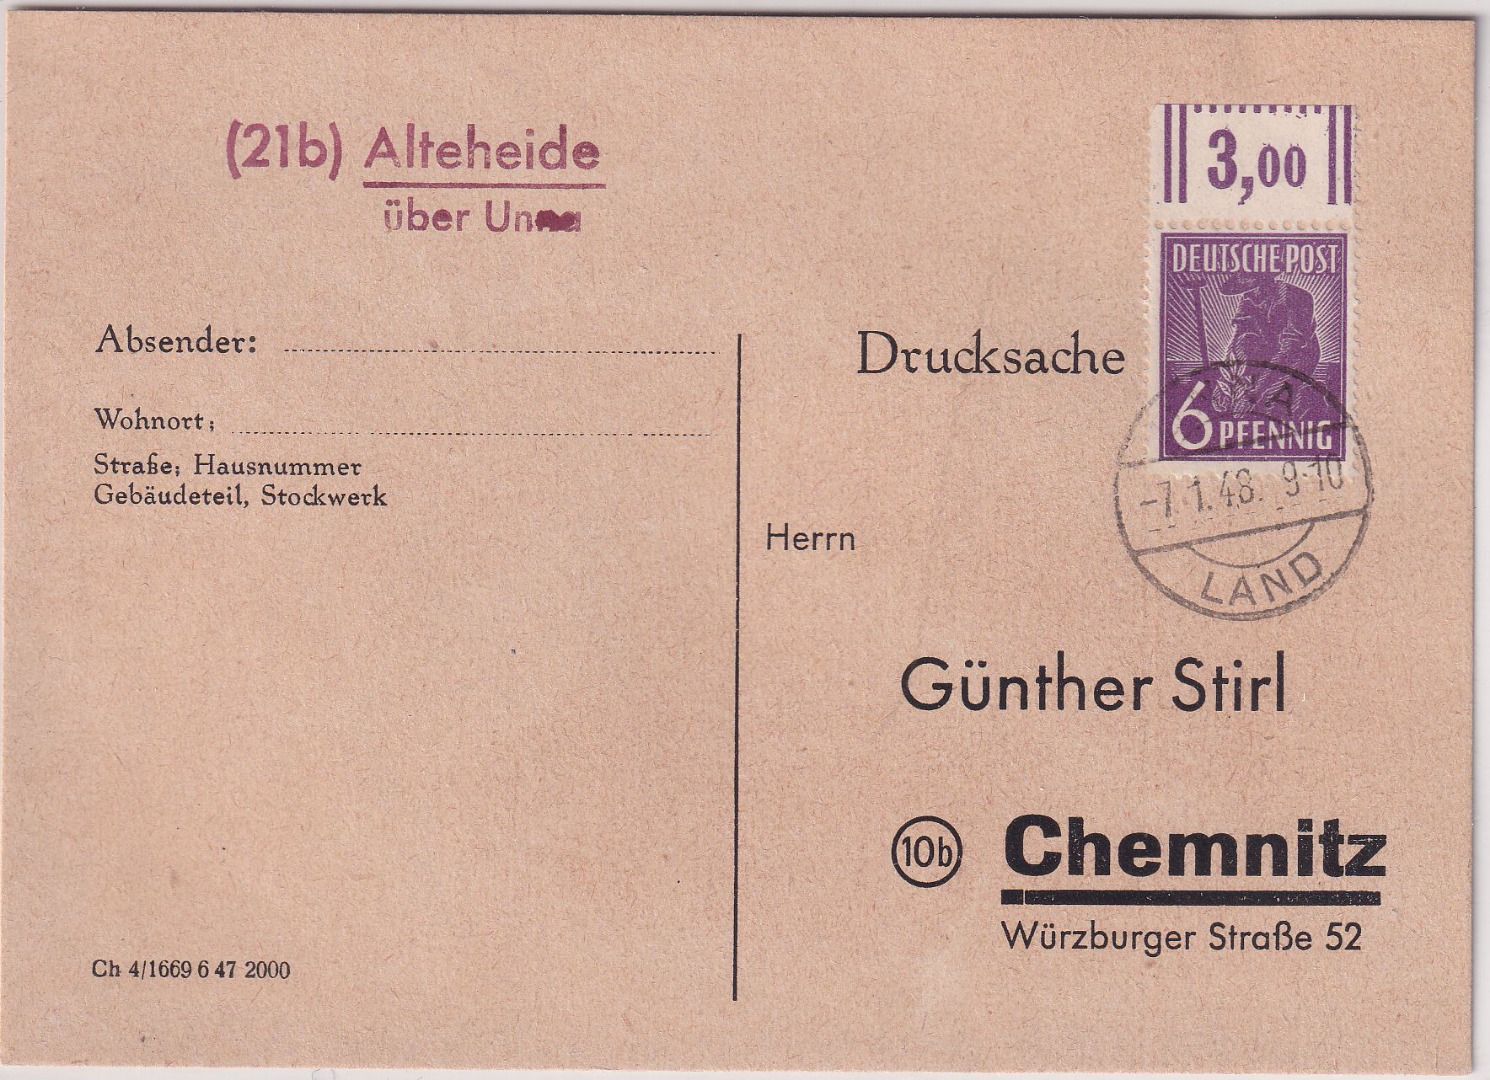 (21b) Alteheide
über
3,00
DEUTSCHE POST
6 PFENNIG
-7.1.48. 9-10
LAND
Absender:
Drucksache
Wohnort;
Straße; Hausnummer
Gebäudeteil, Stockwerk
Herrn
Günther Stirl
10b Chemnitz
Würzburger Straße 52
Ch 4/1669 6 47 2000